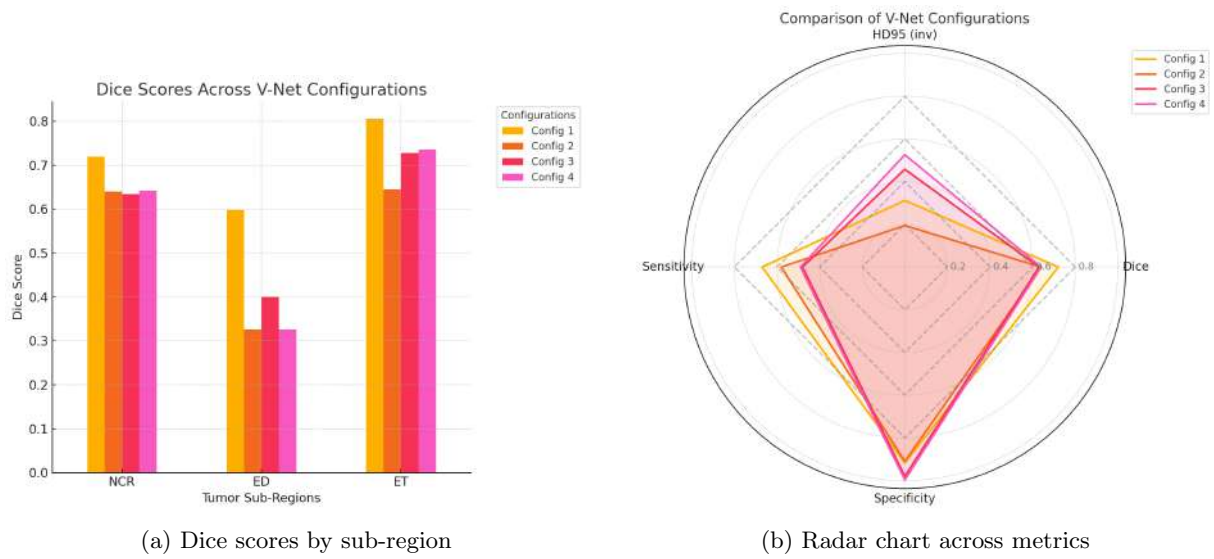 Dice Scores Across V-Net Configurations
Dice Score
0.8
0.7
0.6
0.5
0.4
0.3
0.2
0.1
0.0
NCR
ED
ET
Tumor Sub-Regions
Configurations
Config 1
Config 2
Config 3
Config 4
(a) Dice scores by sub-region
Comparison of V-Net Configurations
HD95 (inv)
Config 1
Config 2
Config 3
Config 4
Sensitivity
0.2
0.4
0.6
0.8
Dice
Specificity
(b) Radar chart across metrics